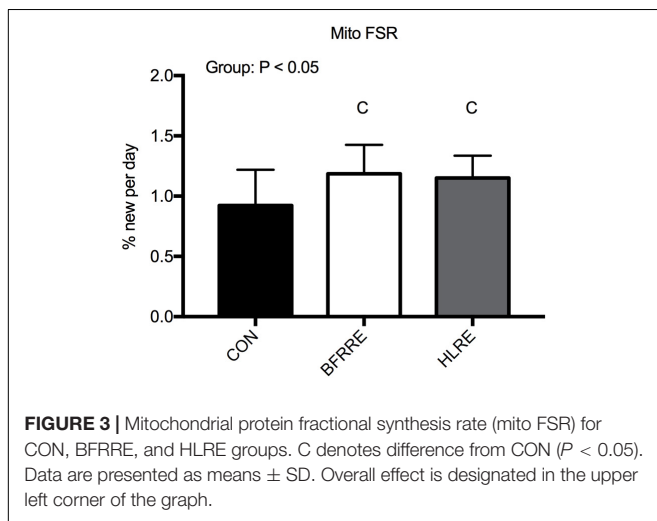 Mito FSR
Group: P < 0.05
2.0
C C
1.5
1.0
0.5
0.0
% new per day
CON BFRRE HLRE
FIGURE 3 | Mitochondrial protein fractional synthesis rate (mito FSR) for
CON, BFRRE, and HLRE groups. C denotes difference from CON (P < 0.05).
Data are presented as means ± SD. Overall effect is designated in the upper
left corner of the graph.